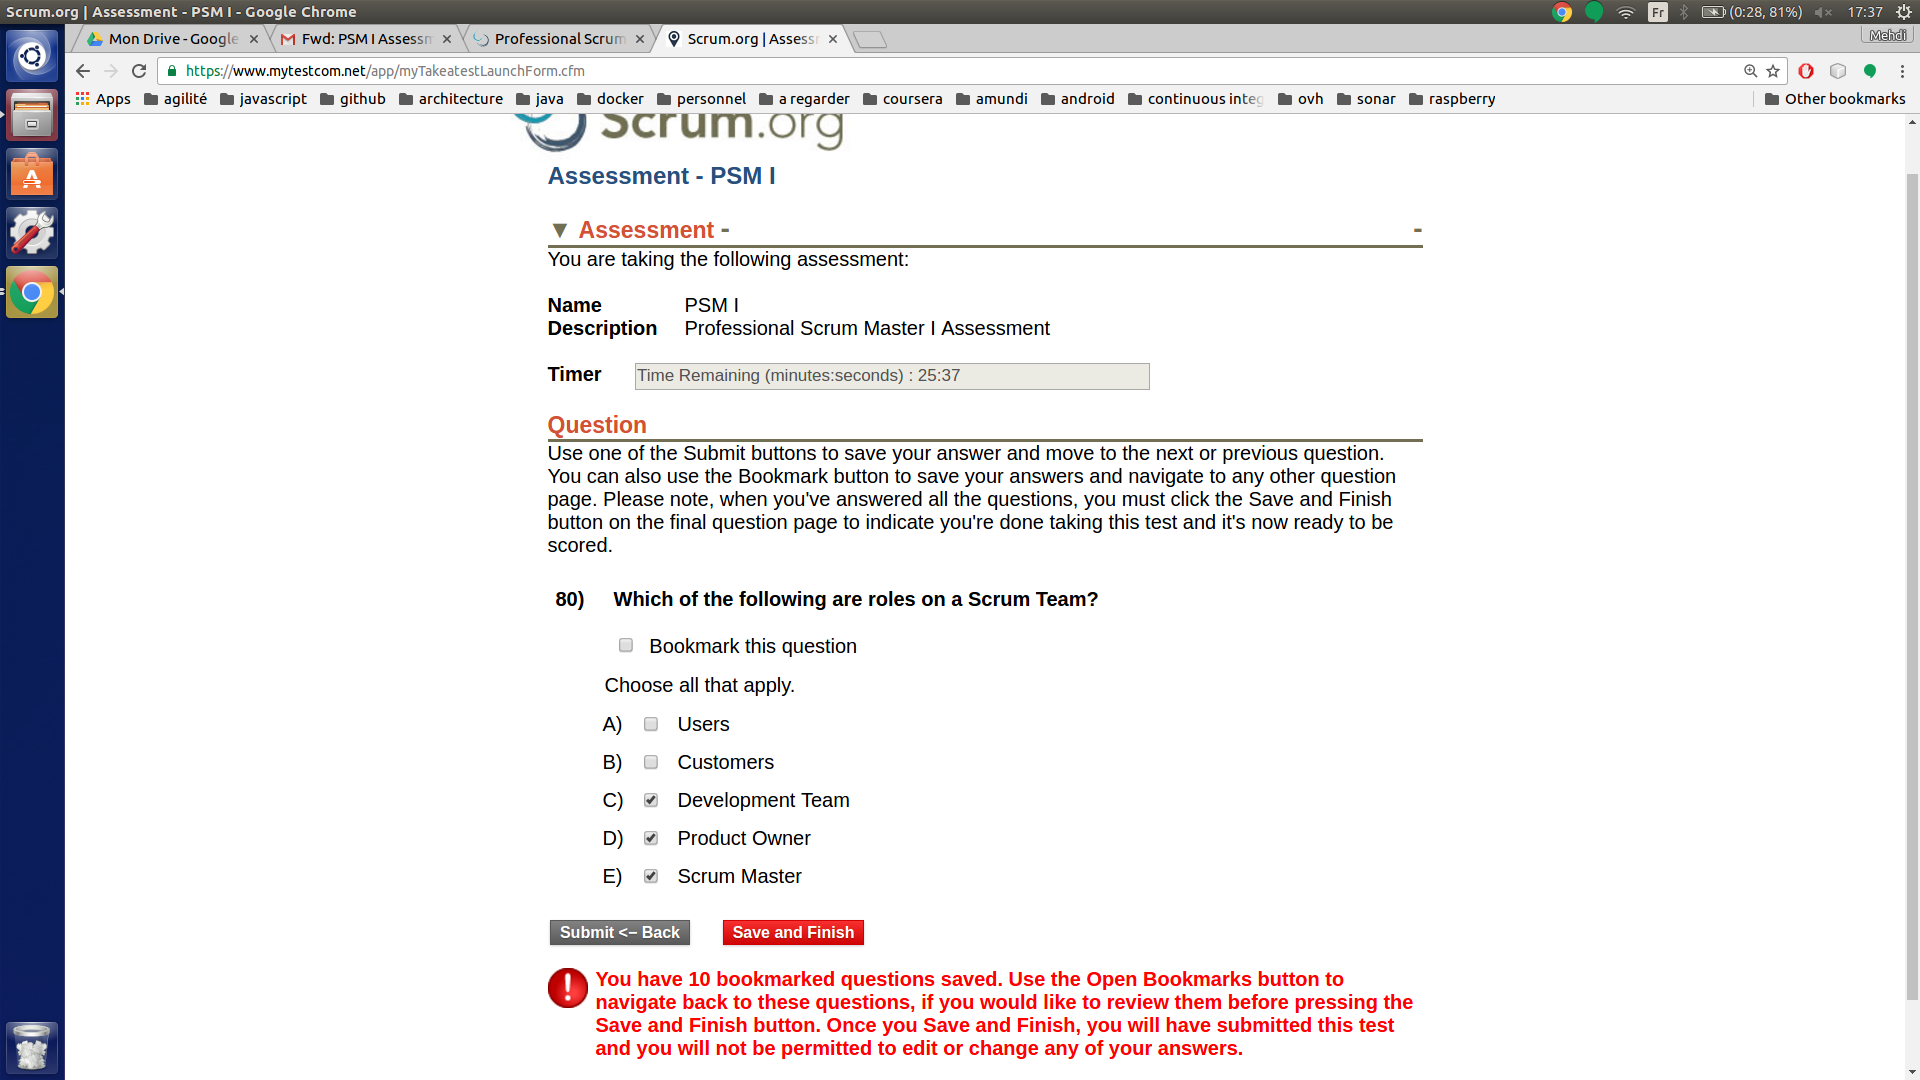 Scrum.org | Assessment - PSM I - Google Chrome
Fr
(0:28, 81%)
17:37
Mon Drive - Google
Fwd: PSM I Assessm
Professional Scrum
Scrum.org | Assess
Mehdi
https://www.mytestcom.net/app/myTakeatestLaunchForm.cfm
Apps
agilité
javascript
github
architecture
java
docker
personnel
a regarder
coursera
amundi
android
continuous integ
ovh
sonar
raspberry
Other bookmarks
Scrum.org
Assessment - PSM I
▼ Assessment - -
You are taking the following assessment:
Name PSM I
Description Professional Scrum Master I Assessment
Timer Time Remaining (minutes:seconds) : 25:37
Question
Use one of the Submit buttons to save your answer and move to the next or previous question.
You can also use the Bookmark button to save your answers and navigate to any other question
page. Please note, when you've answered all the questions, you must click the Save and Finish
button on the final question page to indicate you're done taking this test and it's now ready to be
scored.
80) Which of the following are roles on a Scrum Team?
Bookmark this question
Choose all that apply.
A) Users
B) Customers
C) Development Team
D) Product Owner
E) Scrum Master
Submit <– Back
Save and Finish
You have 10 bookmarked questions saved. Use the Open Bookmarks button to
navigate back to these questions, if you would like to review them before pressing the
Save and Finish button. Once you Save and Finish, you will have submitted this test
and you will not be permitted to edit or change any of your answers.